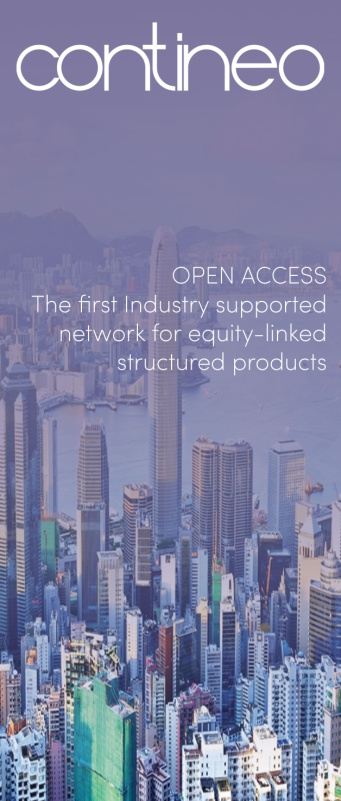 contineo
OPEN ACCESS
The first Industry supported
network for equity-linked
structured products